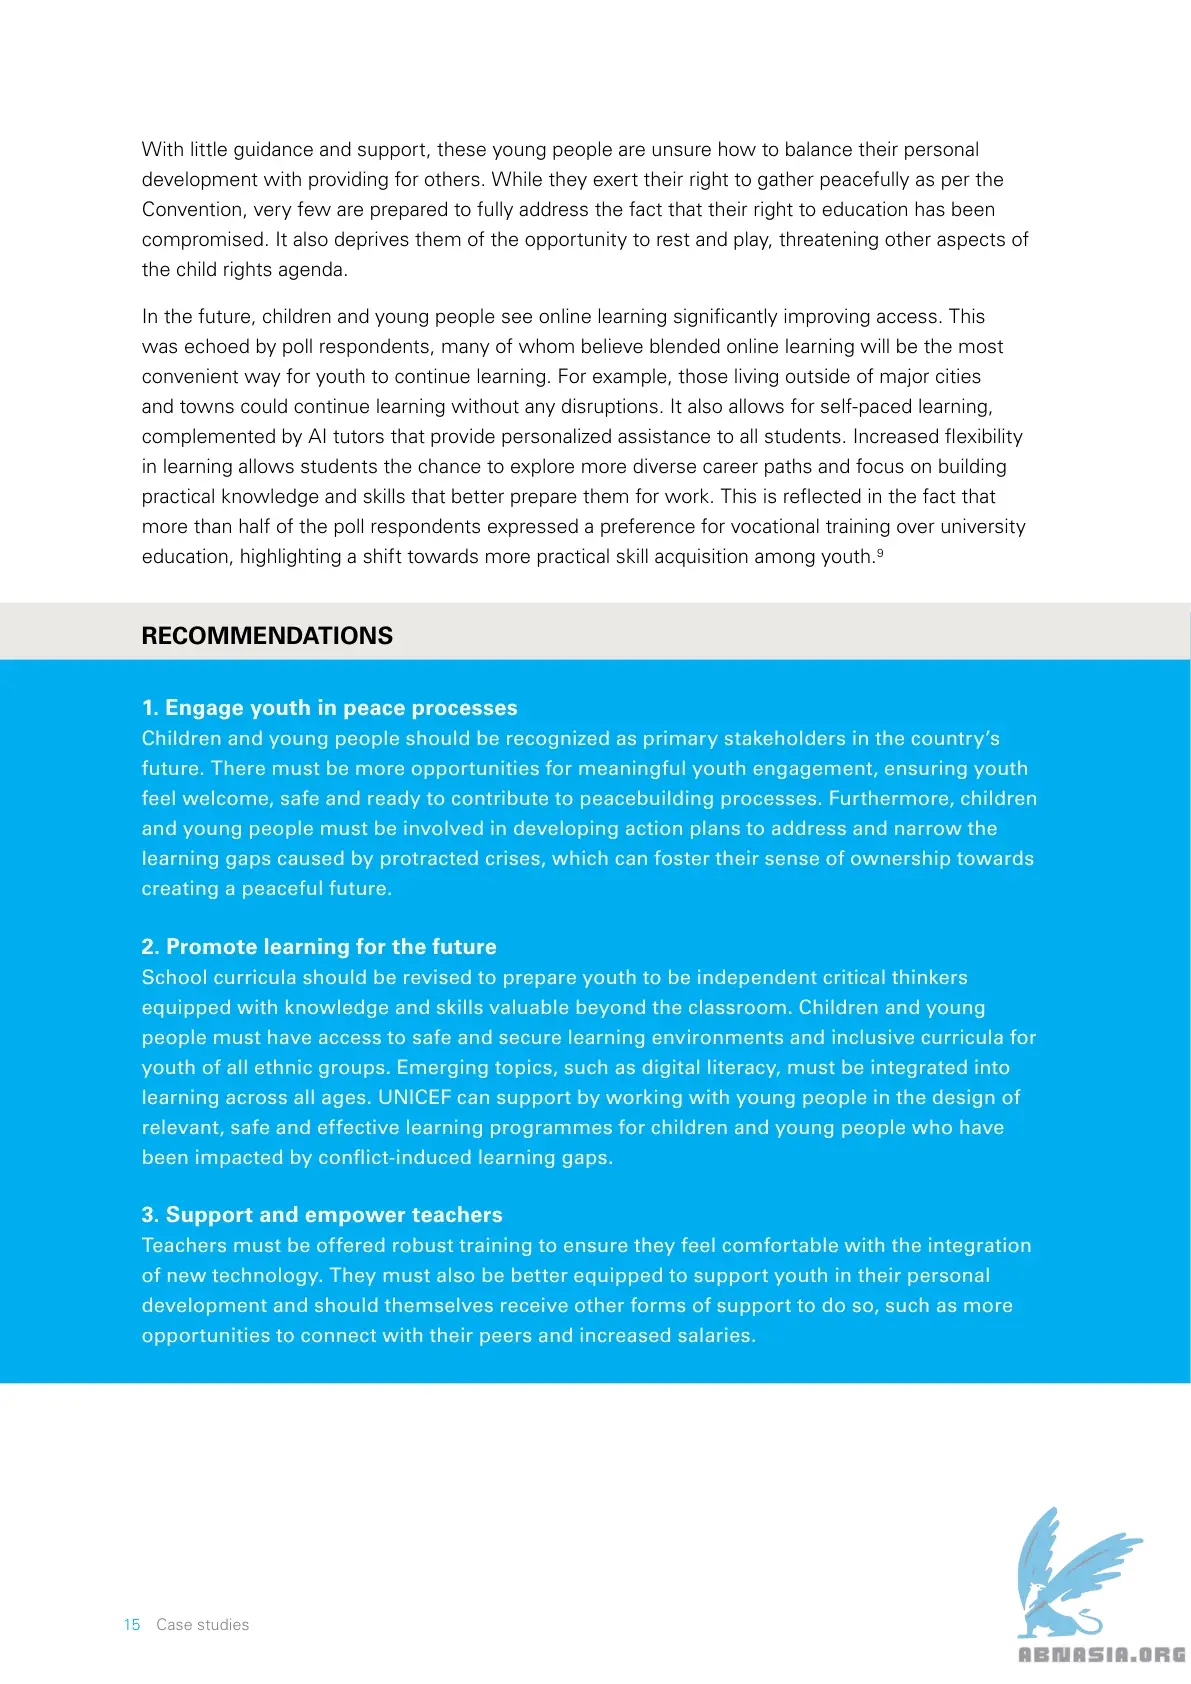 With little guidance and support, these young people are unsure how to balance their personal
development with providing for others. While they exert their right to gather peacefully as per the
Convention, very few are prepared to fully address the fact that their right to education has been
compromised. It also deprives them of the opportunity to rest and play, threatening other aspects of
the child rights agenda.
In the future, children and young people see online learning significantly improving access. This
was echoed by poll respondents, many of whom believe blended online learning will be the most
convenient way for youth to continue learning. For example, those living outside of major cities
and towns could continue learning without any disruptions. It also allows for self-paced learning,
complemented by AI tutors that provide personalized assistance to all students. Increased flexibility
in learning allows students the chance to explore more diverse career paths and focus on building
practical knowledge and skills that better prepare them for work. This is reflected in the fact that
more than half of the poll respondents expressed a preference for vocational training over university
education, highlighting a shift towards more practical skill acquisition among youth.⁹
RECOMMENDATIONS
1. Engage youth in peace processes
Children and young people should be recognized as primary stakeholders in the country’s
future. There must be more opportunities for meaningful youth engagement, ensuring youth
feel welcome, safe and ready to contribute to peacebuilding processes. Furthermore, children
and young people must be involved in developing action plans to address and narrow the
learning gaps caused by protracted crises, which can foster their sense of ownership towards
creating a peaceful future.
2. Promote learning for the future
School curricula should be revised to prepare youth to be independent critical thinkers
equipped with knowledge and skills valuable beyond the classroom. Children and young
people must have access to safe and secure learning environments and inclusive curricula for
youth of all ethnic groups. Emerging topics, such as digital literacy, must be integrated into
learning across all ages. UNICEF can support by working with young people in the design of
relevant, safe and effective learning programmes for children and young people who have
been impacted by conflict-induced learning gaps.
3. Support and empower teachers
Teachers must be offered robust training to ensure they feel comfortable with the integration
of new technology. They must also be better equipped to support youth in their personal
development and should themselves receive other forms of support to do so, such as more
opportunities to connect with their peers and increased salaries.
15 Case studies
ABNASIA.ORG